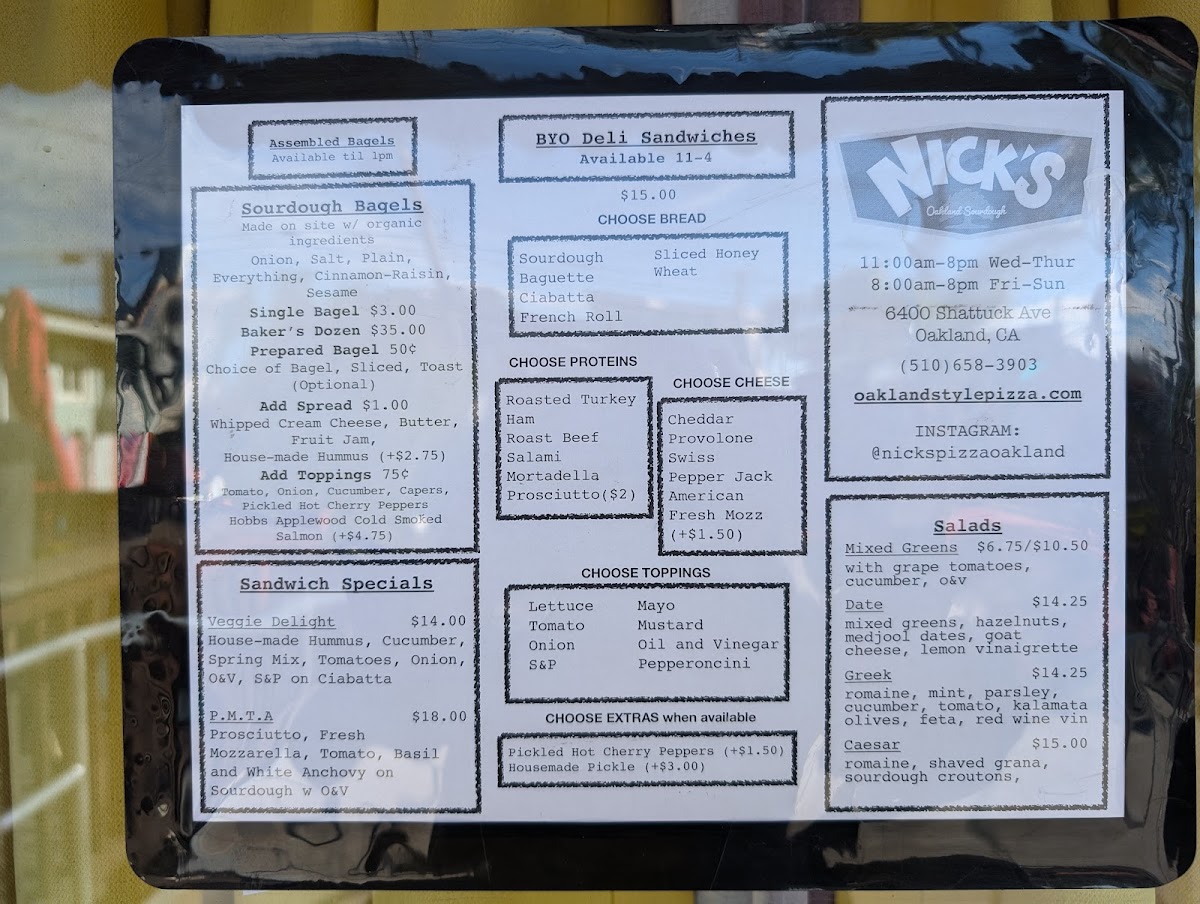 Assembled Bagels
Available til 1pm
Sourdough Bagels
Made on site w/ organic
ingredients
Onion, Salt, Plain,
Everything, Cinnamon-Raisin,
Sesame
Single Bagel $3.00
Baker's Dozen $35.00
Prepared Bagel 50¢
Choice of Bagel, Sliced, Toast
(Optional)
Add Spread $1.00
Whipped Cream Cheese, Butter,
Fruit Jam,
House-made Hummus (+$2.75)
Add Toppings 75¢
Tomato, Onion, Cucumber, Capers,
Pickled Hot Cherry Peppers
Hobbs Applewood Cold Smoked
Salmon (+$4.75)
Sandwich Specials
Veggie Delight $14.00
House-made Hummus, Cucumber,
Spring Mix, Tomatoes, Onion,
O&V, S&P on Ciabatta
P.M.T.A $18.00
Prosciutto, Fresh
Mozzarella, Tomato, Basil
and White Anchovy on
Sourdough w O&V
BYO Deli Sandwiches
Available 11-4
$15.00
CHOOSE BREAD
Sourdough
Baguette
Ciabatta
French Roll
Sliced Honey
Wheat
CHOOSE PROTEINS
Roasted Turkey
Ham
Roast Beef
Salami
Mortadella
Prosciutto($2)
CHOOSE CHEESE
Cheddar
Provolone
Swiss
Pepper Jack
American
Fresh Mozz
(+$1.50)
CHOOSE TOPPINGS
Lettuce
Tomato
Onion
S&P
Mayo
Mustard
Oil and Vinegar
Pepperoncini
CHOOSE EXTRAS when available
Pickled Hot Cherry Peppers (+$1.50)
Housemade Pickle (+$3.00)
NICK'S
Oakland Sourdough
11:00am-8pm Wed-Thur
8:00am-8pm Fri-Sun
6400 Shattuck Ave
Oakland, CA
(510)658-3903
oaklandstylepizza.com
INSTAGRAM:
@nickspizzaoakland
Salads
Mixed Greens $6.75/$10.50
with grape tomatoes,
cucumber, o&v
Date $14.25
mixed greens, hazelnuts,
medjool dates, goat
cheese, lemon vinaigrette
Greek $14.25
romaine, mint, parsley,
cucumber, tomato, kalamata
olives, feta, red wine vin
Caesar $15.00
romaine, shaved grana,
sourdough croutons,